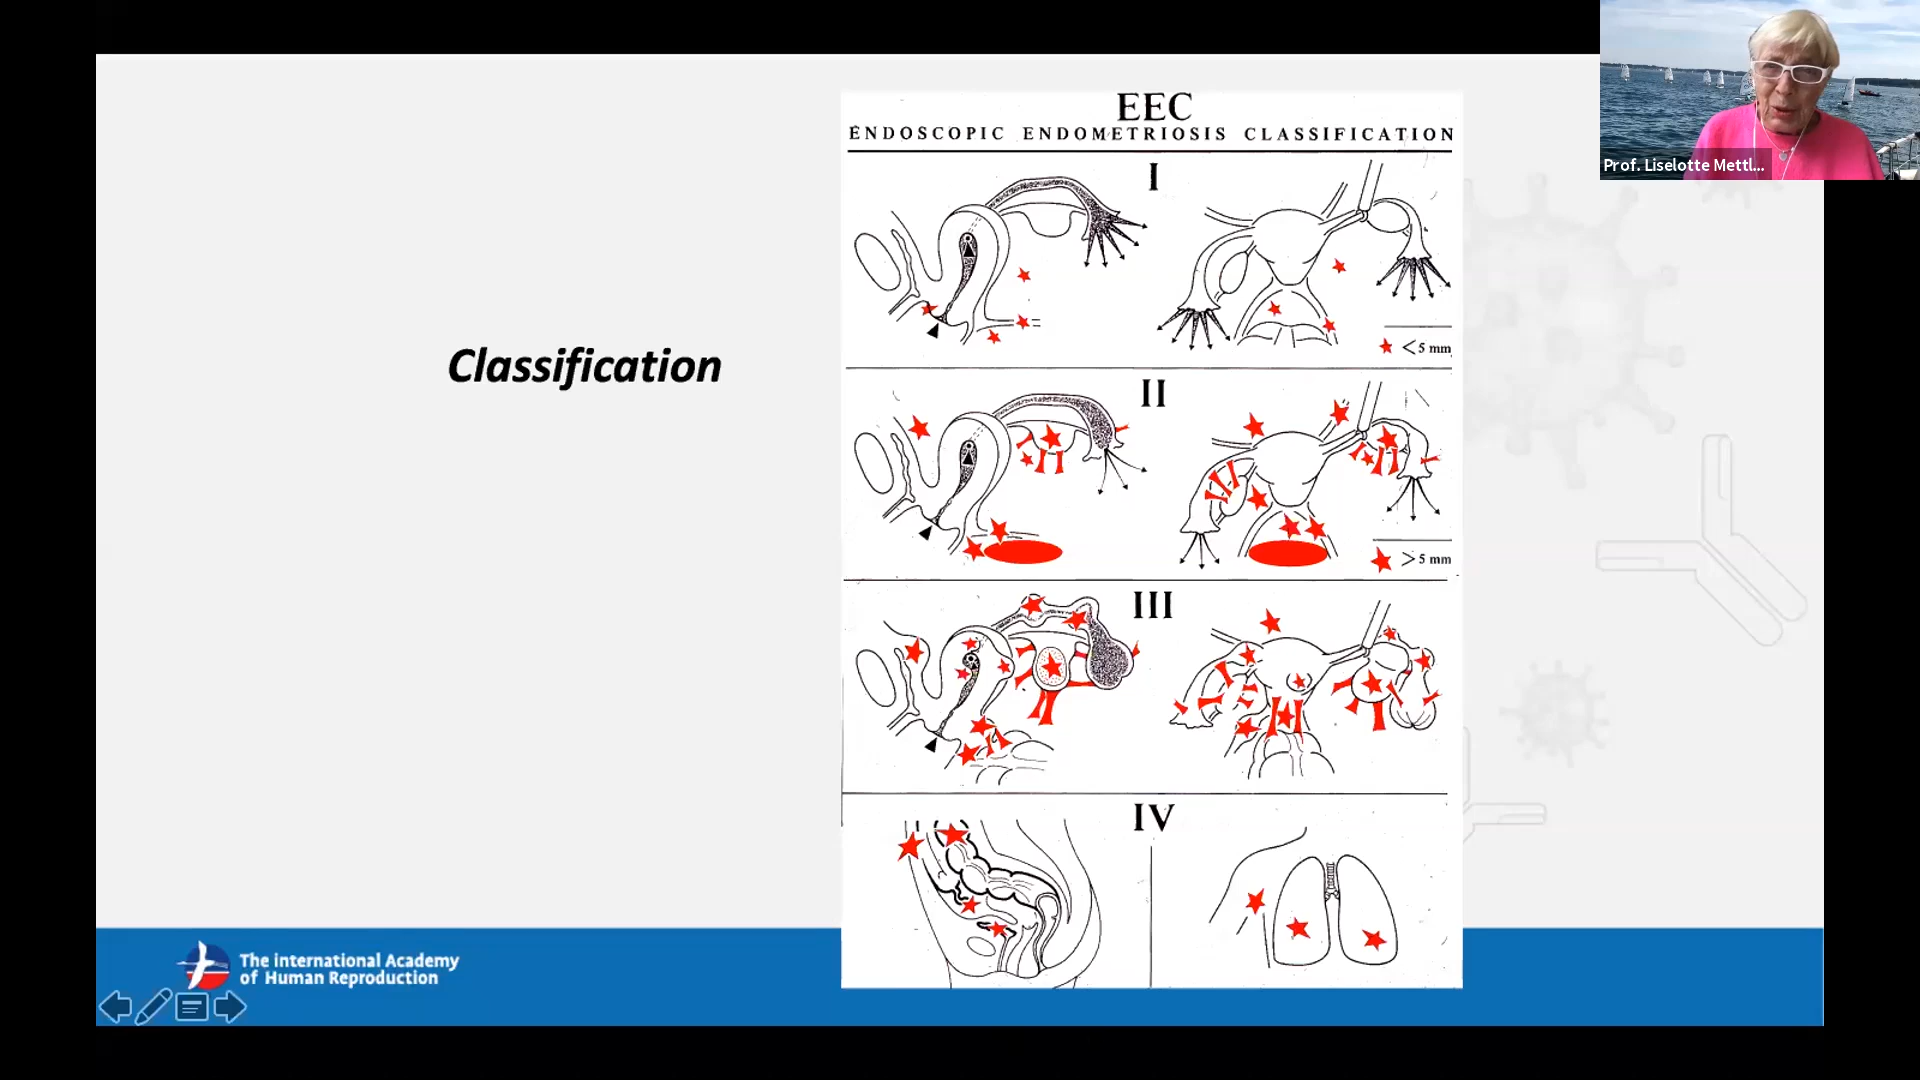 Prof. Liselotte Mettl...
EEC
ENDOSCOPIC ENDOMETRIOSIS CLASSIFICATION
I
<5 mm
Classification
II
>5 mm
III
IV
The International Academy
of Human Reproduction